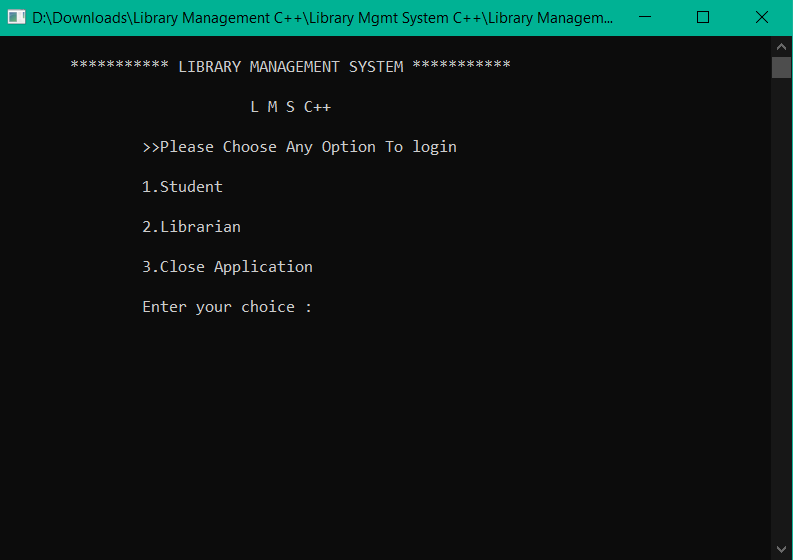 D:\Downloads\Library Management C++\Library Mgmt System C++\Library Managem...
*********** LIBRARY MANAGEMENT SYSTEM ***********
L M S C++
>>Please Choose Any Option To login
1.Student
2.Librarian
3.Close Application
Enter your choice :